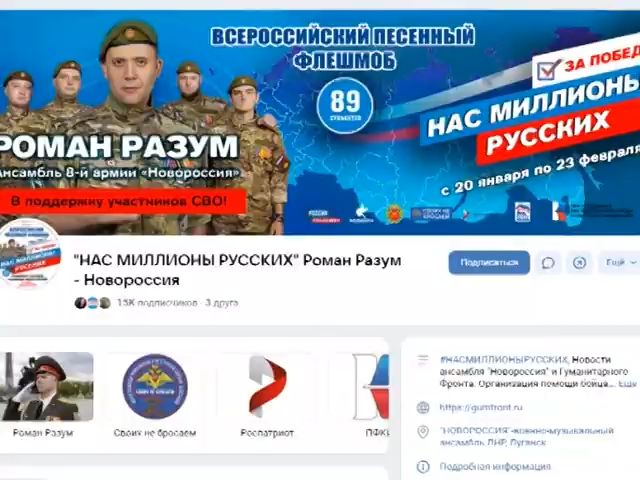 ВСЕРОССИЙСКИЙ ПЕСЕННЫЙ
ФЛЕШМОБ
89
СУБЪЕКТОВ
ЗА ПОБЕД
НАС МИЛЛИОНЫ
РУССКИХ
с 20 января по 23 февраля
РОМАН РАЗУМ
Ансамбль 8-й армии «Новороссия»
В поддержку участников СВО!
"НАС МИЛЛИОНЫ РУССКИХ" Роман Разум
- Новороссия
15K подписчиков · 3 друга
Подписаться
Ещё
Роман Разум
Своих не бросаем
Роспатриот
ПФКИ
#НАСМИЛЛИОНЫРУССКИХ, Новости
ансамбля "Новороссия" и Гуманитарного
Фронта. Организация помощи бойца... Ещё
https://gumfront.ru
"НОВОРОССИЯ"-военно-музыкальный
ансамбль ЛНР, Луганск
Подробная информация